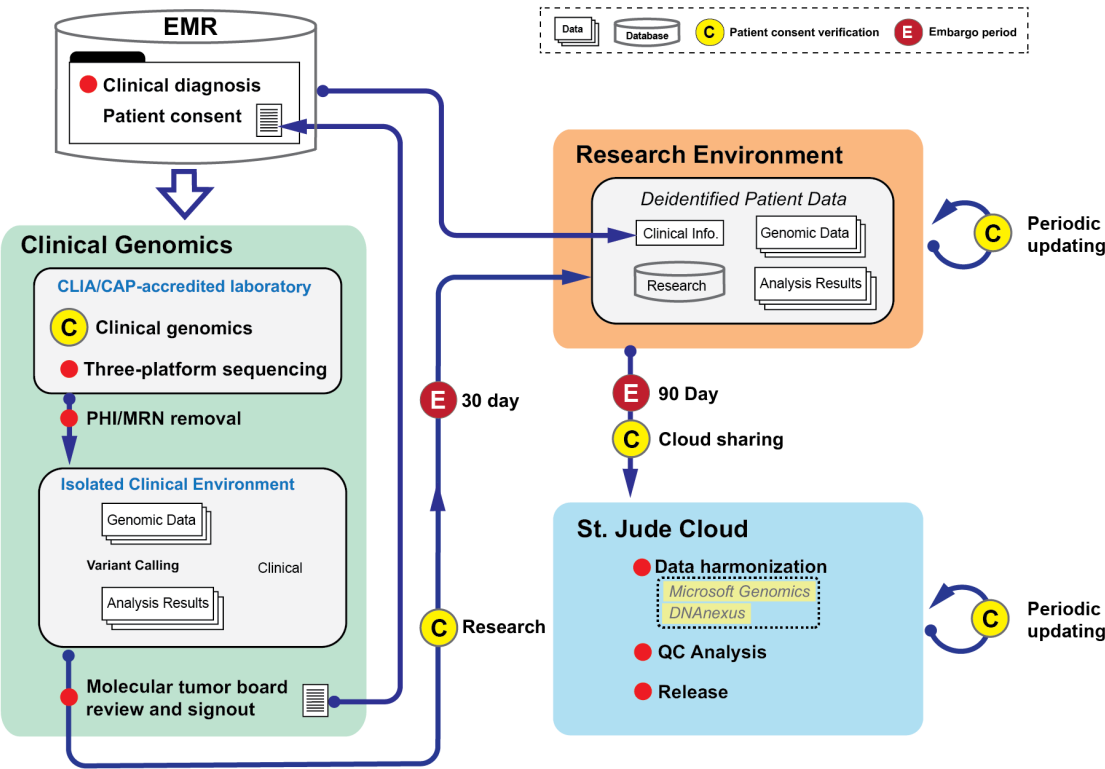 EMR
Clinical diagnosis
Patient consent
Data
Database
C
Patient consent verification
E
Embargo period
Clinical Genomics
CLIA/CAP-accredited laboratory
C
Clinical genomics
Three-platform sequencing
PHI/MRN removal
Isolated Clinical Environment
Genomic Data
Variant Calling
Clinical
Analysis Results
Molecular tumor board
review and signout
E
30 day
C
Research
Research Environment
Deidentified Patient Data
Clinical Info.
Genomic Data
Research
Analysis Results
C
Periodic
updating
E
90 Day
C
Cloud sharing
St. Jude Cloud
Data harmonization
Microsoft Genomics
DNAnexus
QC Analysis
Release
C
Periodic
updating